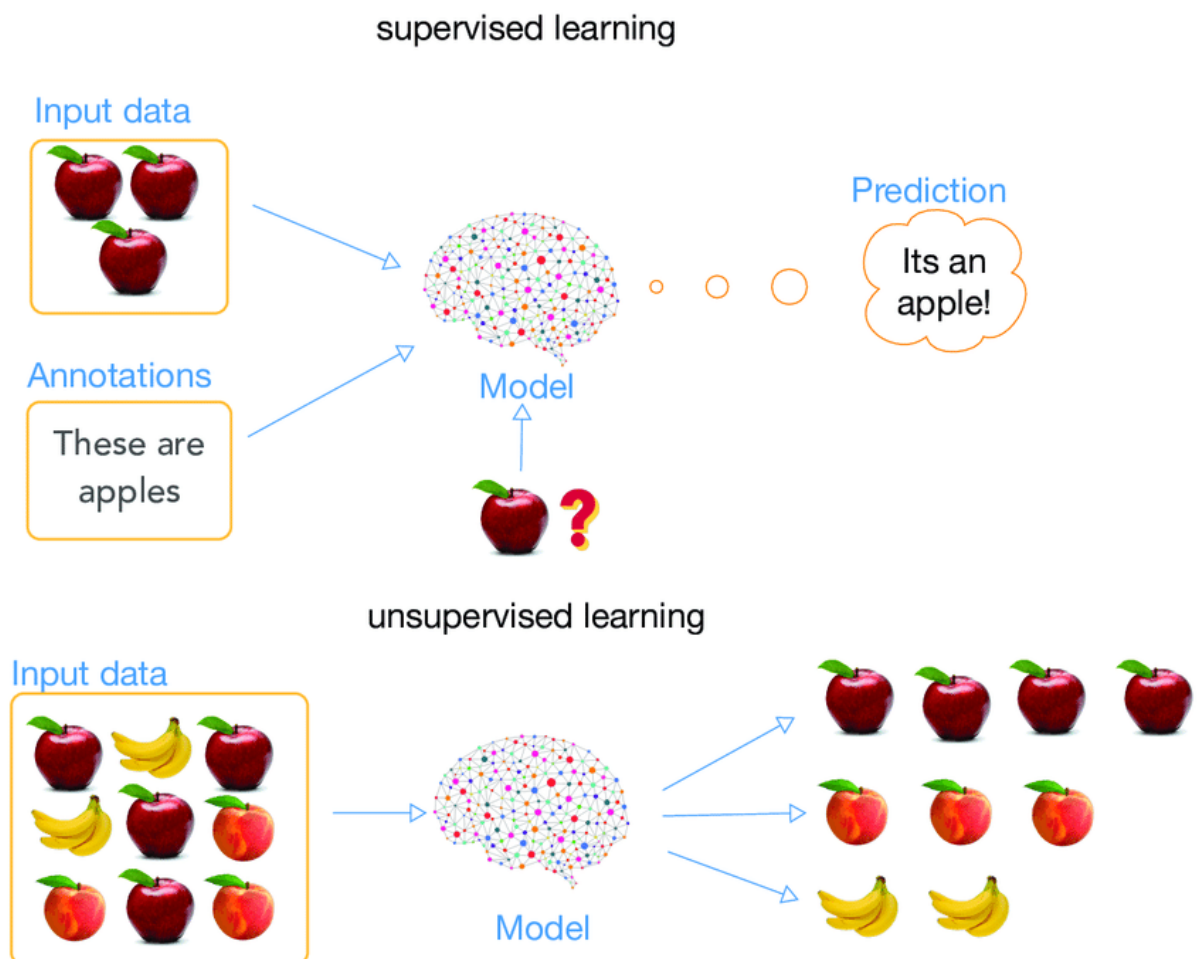 supervised learning
Input data
Annotations
These are
apples
Model
?
Prediction
Its an
apple!
unsupervised learning
Input data
Model